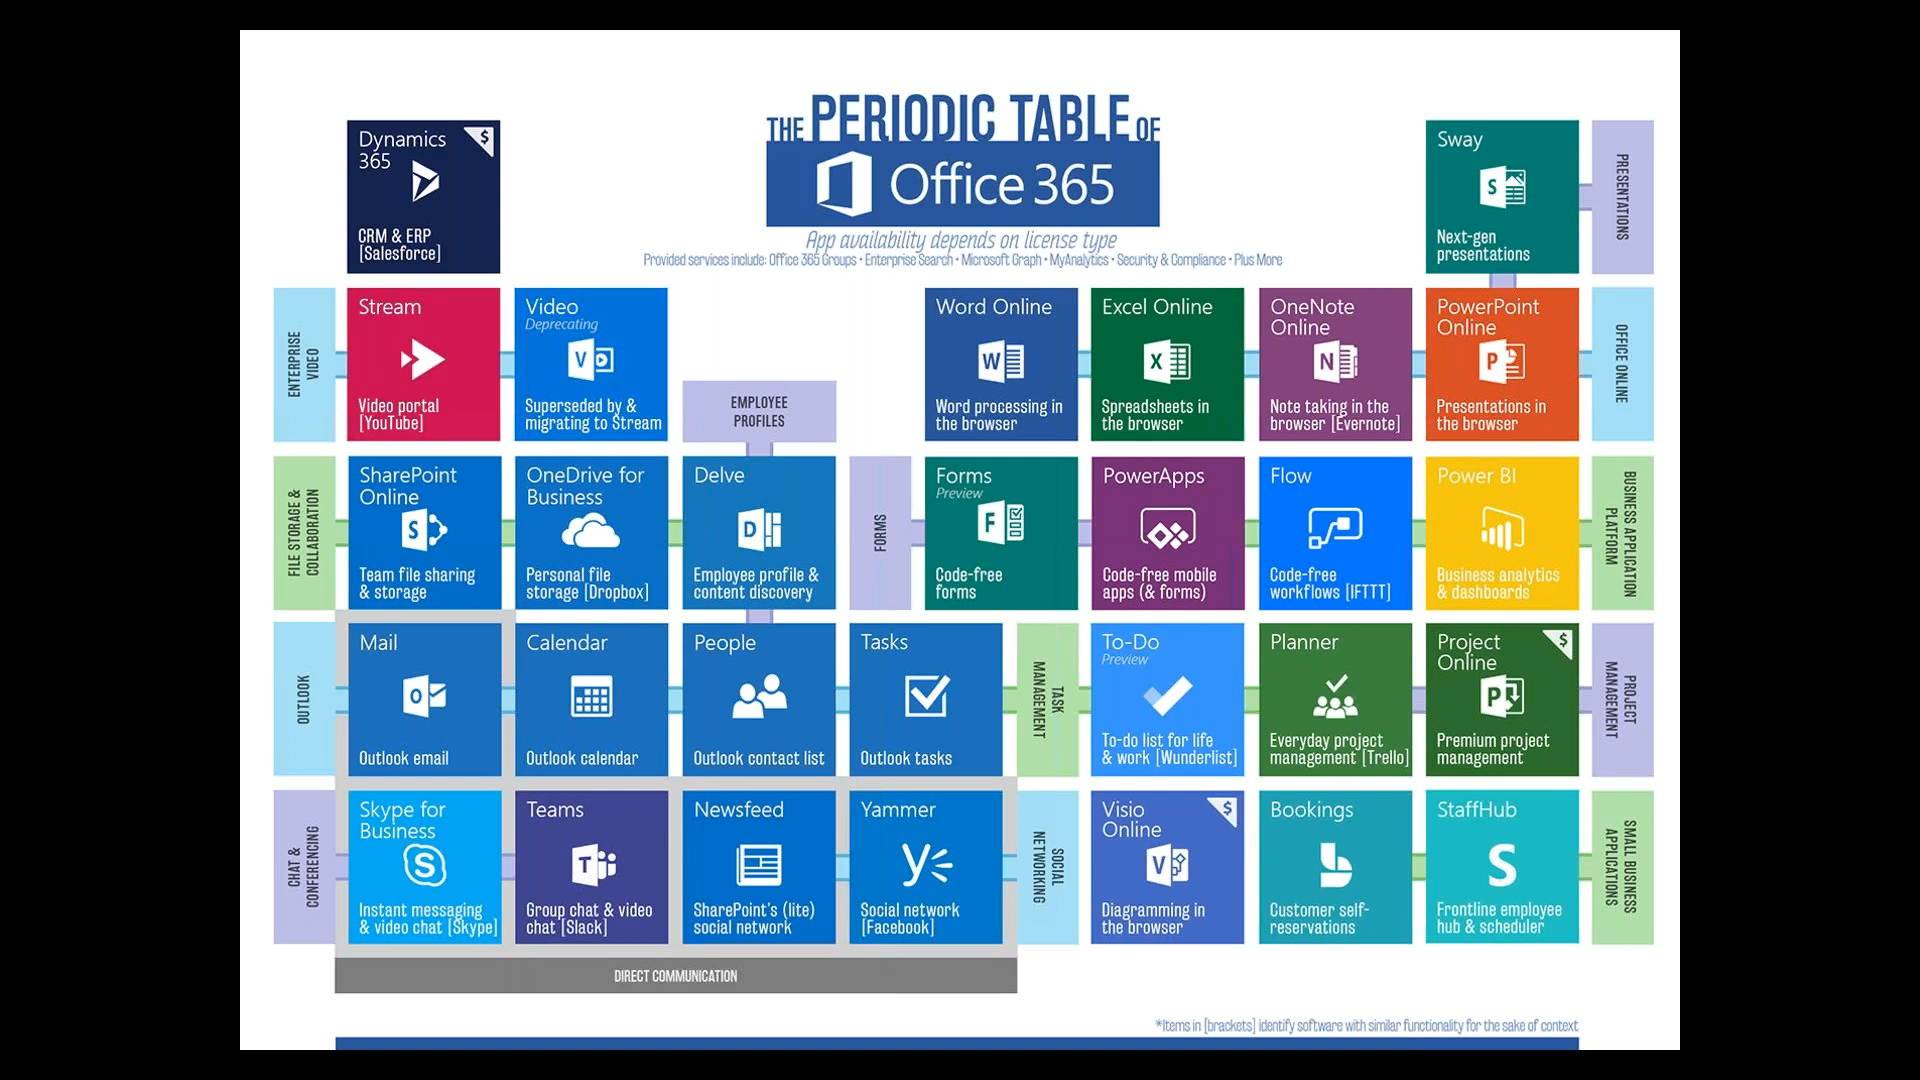 THE PERIODIC TABLE OF
Office 365
App availability depends on license type
Provided services include: Office 365 Groups • Enterprise Search • Microsoft Graph • MyAnalytics • Security & Compliance • Plus More
Dynamics
365
$
CRM & ERP
[Salesforce]
Sway
S
Next-gen
presentations
PRESENTATIONS
ENTERPRISE
VIDEO
Stream
Video portal
[YouTube]
Video
Deprecating
V
Superseded by &
migrating to Stream
EMPLOYEE
PROFILES
Word Online
W
Word processing in
the browser
Excel Online
X
Spreadsheets in
the browser
OneNote
Online
N
Note taking in the
browser [Evernote]
PowerPoint
Online
P
Presentations in
the browser
OFFICE ONLINE
FILE STORAGE &
COLLABORATION
SharePoint
Online
S
Team file sharing
& storage
OneDrive for
Business
Personal file
storage [Dropbox]
Delve
D
Employee profile &
content discovery
FORMS
Forms
Preview
F
Code-free
forms
PowerApps
Code-free mobile
apps (& forms)
Flow
Code-free
workflows [IFTTT]
Power BI
Business analytics
& dashboards
BUSINESS APPLICATION
PLATFORM
OUTLOOK
Mail
O
Outlook email
Calendar
Outlook calendar
People
Outlook contact list
Tasks
Outlook tasks
TASK
MANAGEMENT
To-Do
Preview
To-do list for life
& work [Wunderlist]
Planner
Everyday project
management [Trello]
Project
Online
$
P
Premium project
management
PROJECT
MANAGEMENT
CHAT &
CONFERENCING
Skype for
Business
S
Instant messaging
& video chat [Skype]
Teams
T
Group chat & video
chat [Slack]
Newsfeed
SharePoint's (lite)
social network
Yammer
Social network
[Facebook]
SOCIAL
NETWORKING
Visio
Online
$
V
Diagramming in
the browser
Bookings
Customer self-
reservations
StaffHub
S
Frontline employee
hub & scheduler
SMALL BUSINESS
APPLICATIONS
DIRECT COMMUNICATION
*Items in [brackets] identify software with similar functionality for the sake of context